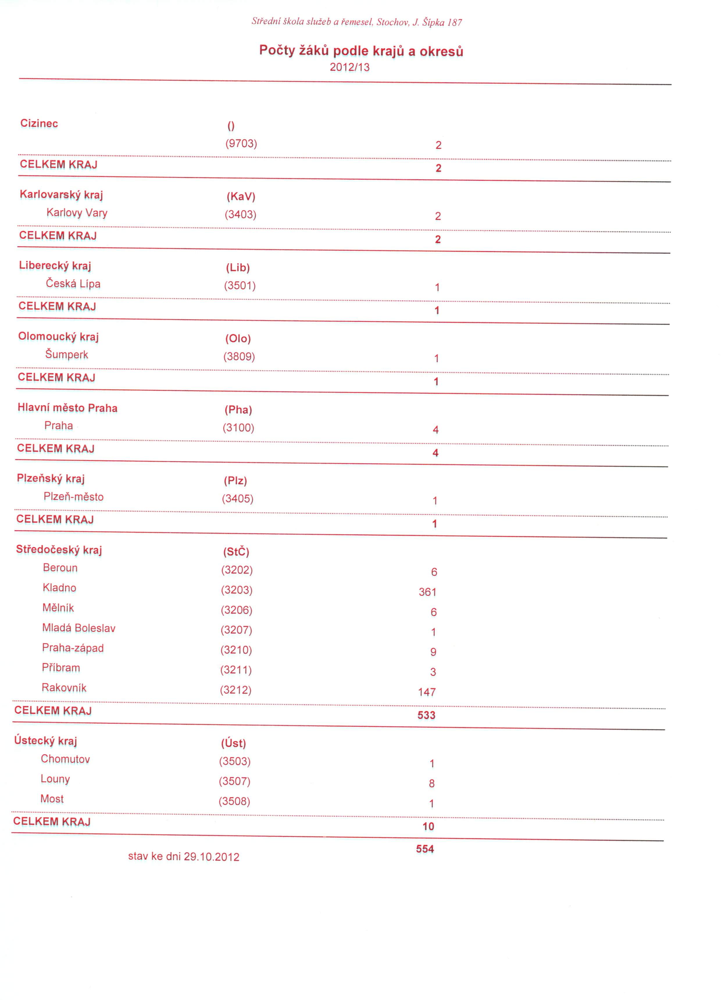 Střední škola služeb a řemesel, Stochov, J. Šípka 187
Počty žáků podle krajů a okresů
2012/13
Cizinec ()
(9703) 2
CELKEM KRAJ 2
Karlovarský kraj (KaV)
Karlovy Vary (3403) 2
CELKEM KRAJ 2
Liberecký kraj (Lib)
Česká Lípa (3501) 1
CELKEM KRAJ 1
Olomoucký kraj (Olo)
Šumperk (3809) 1
CELKEM KRAJ 1
Hlavní město Praha (Pha)
Praha (3100) 4
CELKEM KRAJ 4
Plzeňský kraj (Plz)
Plzeň-město (3405) 1
CELKEM KRAJ 1
Středočeský kraj (StČ)
Beroun (3202) 6
Kladno (3203) 361
Mělník (3206) 6
Mladá Boleslav (3207) 1
Praha-západ (3210) 9
Příbram (3211) 3
Rakovník (3212) 147
CELKEM KRAJ 533
Ústecký kraj (Úst)
Chomutov (3503) 1
Louny (3507) 8
Most (3508) 1
CELKEM KRAJ 10
554
stav ke dni 29.10.2012